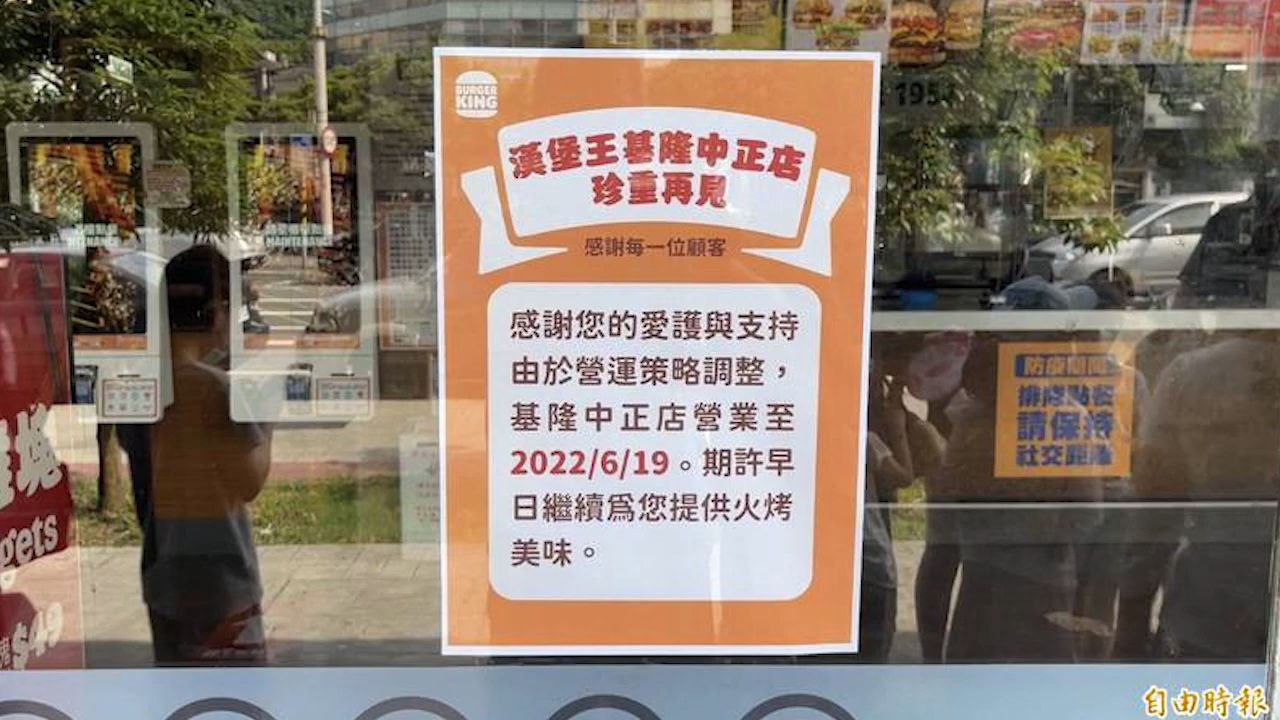 BURGER
KING
漢堡王基隆中正店
珍重再見
感謝每一位顧客
感謝您的愛護與支持
由於營運策略調整，
基隆中正店營業至
2022/6/19。期許早
日繼續為您提供火烤
美味。
MAINTENANCE
防疫期間
排隊點餐
請保持
社交距離
塊
gets
$49
自由時報